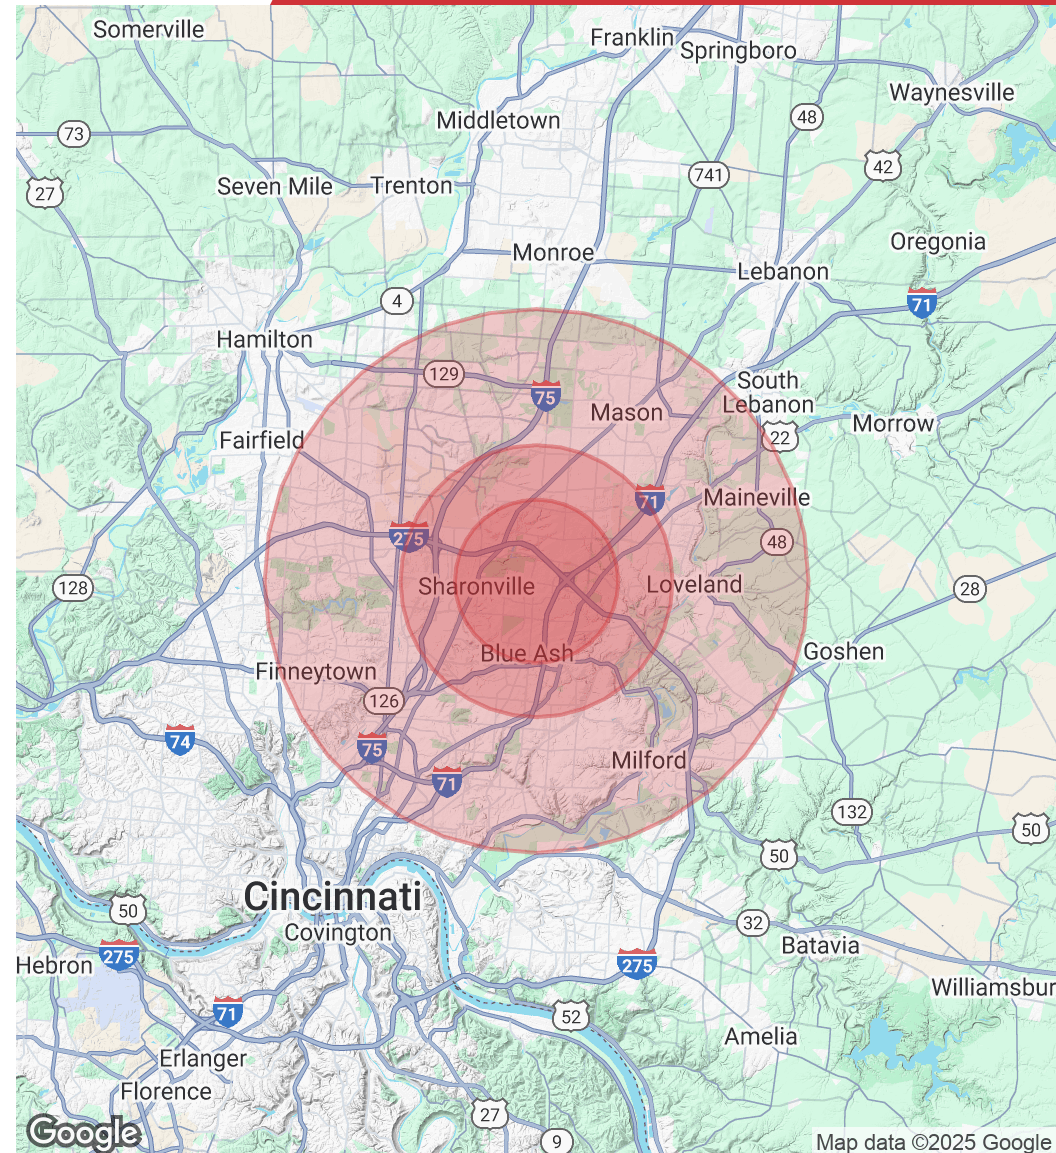 Somerville
Franklin
Springboro
Waynesville
Middletown
48
73
42
741
27
Seven Mile
Trenton
Oregonia
Monroe
Lebanon
4
71
Hamilton
129
75
South
Lebanon
Mason
Morrow
Fairfield
22
71
Maineville
275
48
Sharonville
Loveland
128
28
Blue Ash
Goshen
Finneytown
126
74
75
Milford
71
132
50
50
Cincinnati
50
32
Covington
Batavia
275
Hebron
275
Williamsbur
71
52
Amelia
Erlanger
Florence
27
Google
9
Map data ©2025 Google